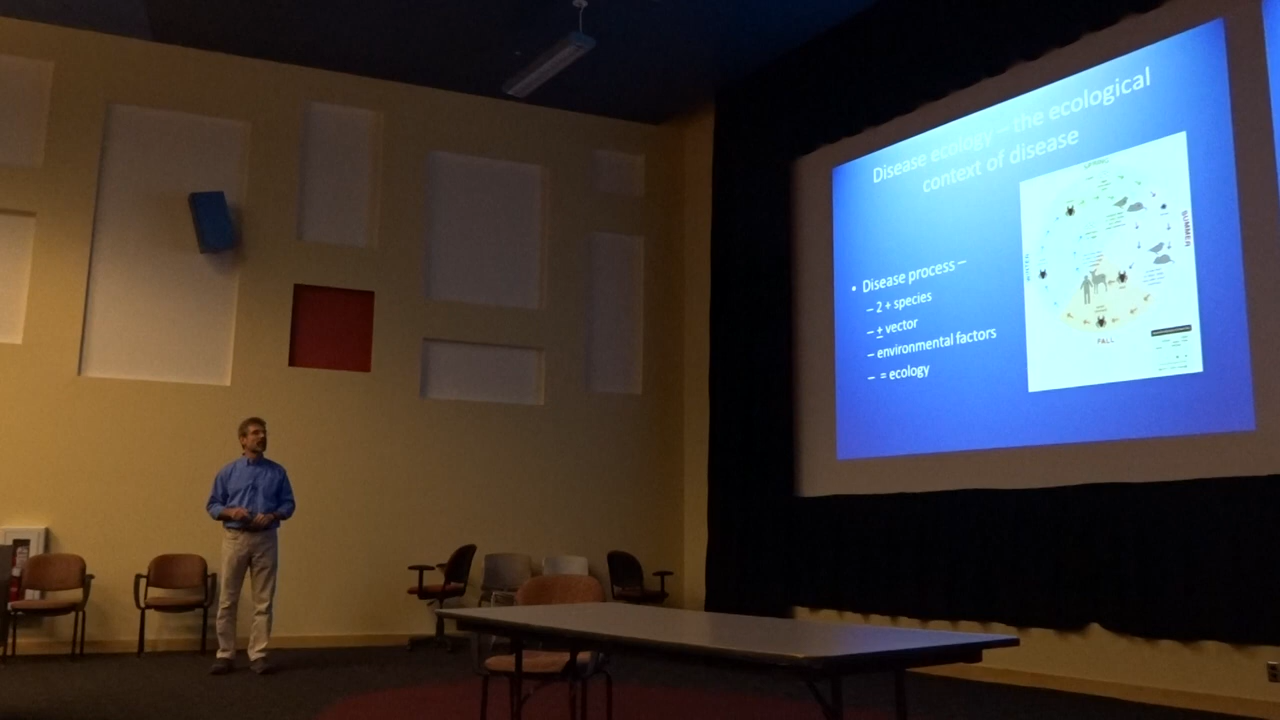 Disease ecology – the ecological
context of disease
• Disease process –
– 2 + species
– ± vector
– environmental factors
– = ecology
SPRING
SUMMER
FALL
WINTER